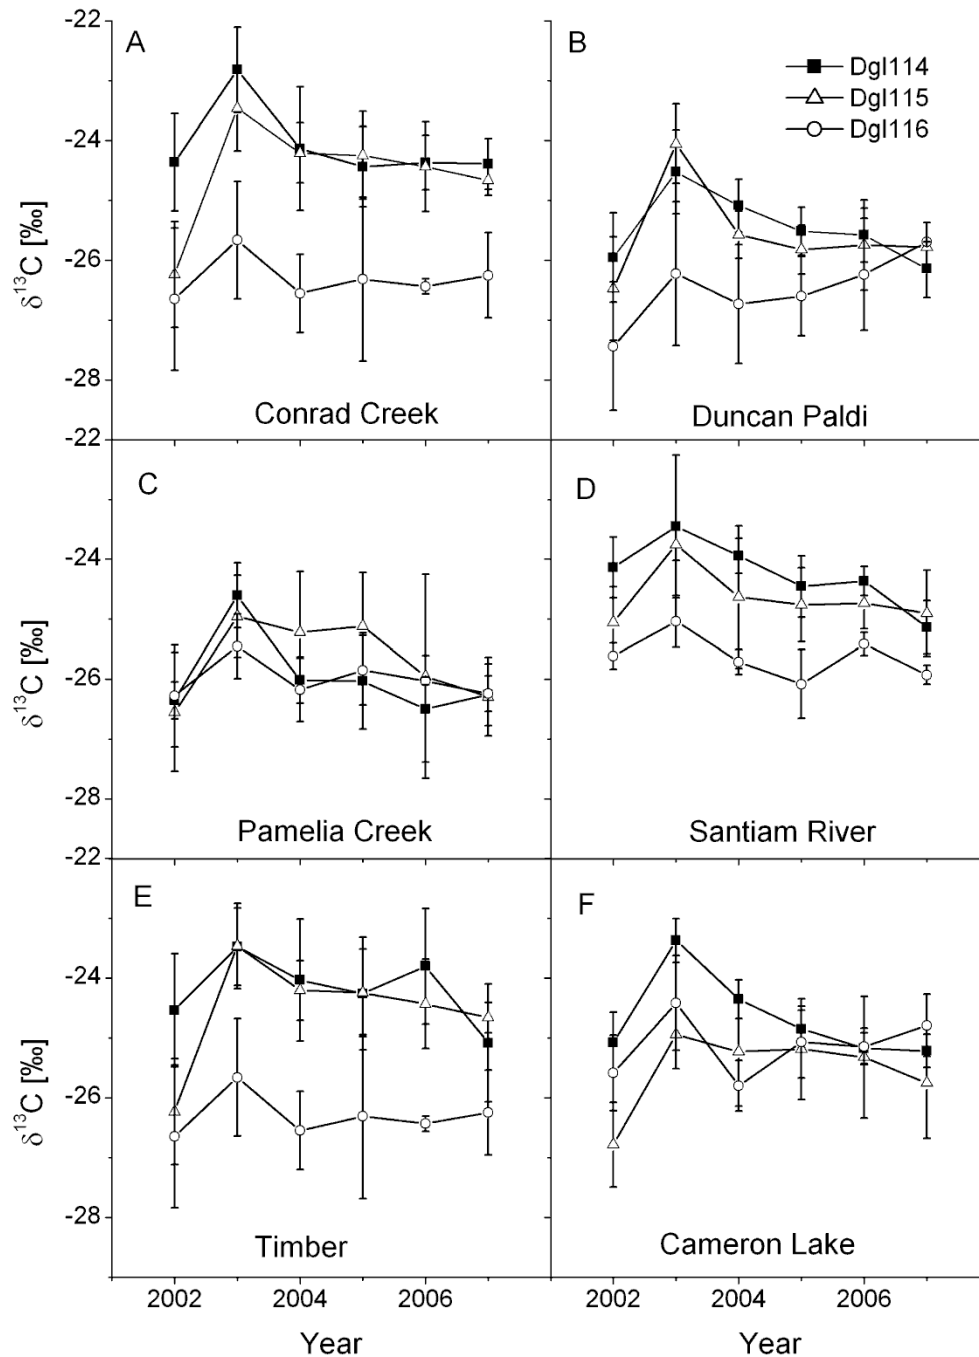 A
B
Dgl114
Dgl115
Dgl116
-22
-24
-26
-28
δ¹³C [‰]
Conrad Creek
Duncan Paldi
C
D
-22
-24
-26
-28
δ¹³C [‰]
Pamelia Creek
Santiam River
E
F
-22
-24
-26
-28
δ¹³C [‰]
Timber
Cameron Lake
2002 2004 2006
2002 2004 2006
Year
Year